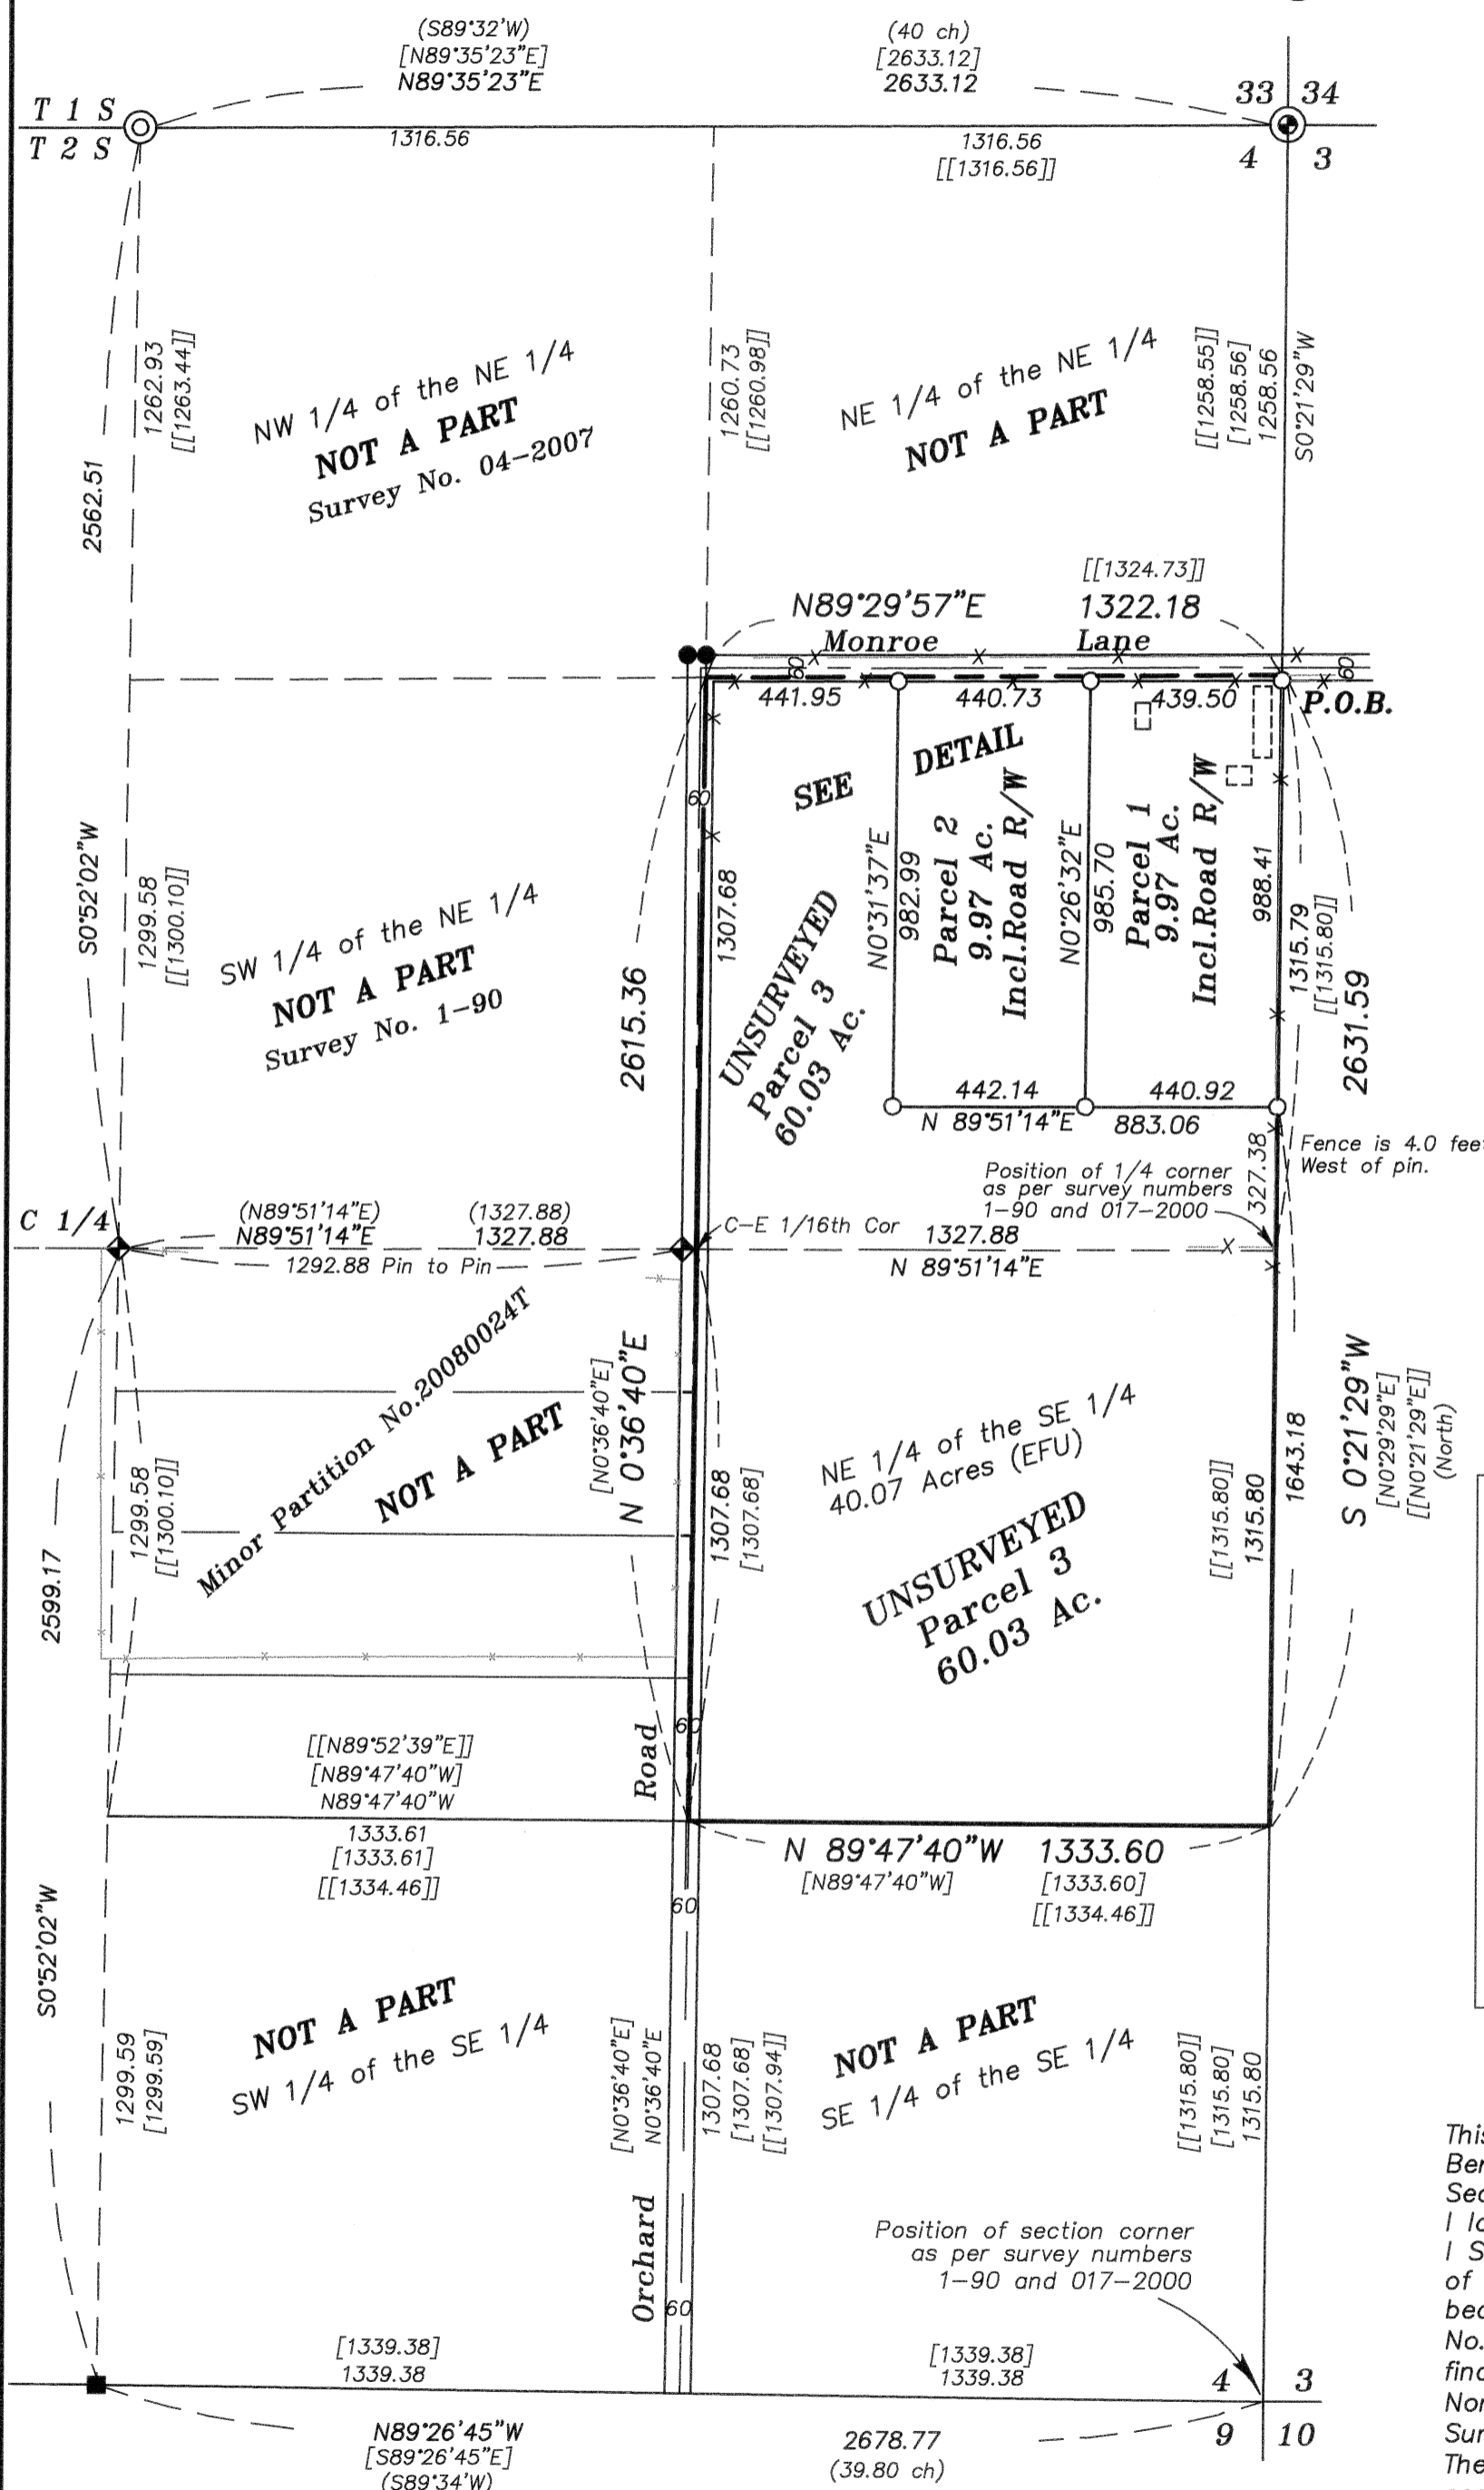 (S89°32'W)
[N89°35'23"E]
N89°35'23"E
(40 ch)
[2633.12]
2633.12
33 34
4 3
T 1 S
T 2 S
1316.56
1316.56
[[1316.56]]
1262.93
[[1263.44]]
2562.51
NW 1/4 of the NE 1/4
NOT A PART
Survey No. 04-2007
1260.73
[[1260.98]]
NE 1/4 of the NE 1/4
NOT A PART
[[1258.55]]
[1258.56]
1258.56
S0°21'29"W
[[1324.73]]
N89°29'57"E 1322.18
Monroe Lane
60
60
441.95
440.73
439.50
P.O.B.
SEE DETAIL
60
S0°52'02"W
1299.58
[[1300.10]]
SW 1/4 of the NE 1/4
NOT A PART
Survey No. 1-90
2615.36
1307.68
UNSURVEYED
Parcel 3
60.03 Ac.
N0°31'37"E
982.99
Parcel 2
9.97 Ac.
Incl.Road R/W
N0°26'32"E
985.70
Parcel 1
9.97 Ac.
Incl.Road R/W
988.41
1315.79
[[1315.80]]
2631.59
442.14
440.92
N 89°51'14"E
883.06
327.38
Fence is 4.0 fee
West of pin.
Position of 1/4 corner
as per survey numbers
1-90 and 017-2000
C 1/4
(N89°51'14"E) (1327.88)
N89°51'14"E 1327.88
1292.88 Pin to Pin
C-E 1/16th Cor
1327.88
N 89°51'14"E
Minor Partition No.20080024T
NOT A PART
[N0°36'40"E]
N 0°36'40"E
2599.17
1299.58
[[1300.10]]
1307.68
[1307.68]
NE 1/4 of the SE 1/4
40.07 Acres (EFU)
UNSURVEYED
Parcel 3
60.03 Ac.
[[1315.80]]
1315.80
1643.18
S 0°21'29"W
[N0°29'29"E]
[[N0°21'29"E]]
(North)
60
Road
[[N89°52'39"E]]
[N89°47'40"W]
N89°47'40"W
1333.61
[1333.61]
[[1334.46]]
N 89°47'40"W 1333.60
[N89°47'40"W] [1333.60]
[[1334.46]]
60
S0°52'02"W
1299.59
[1299.59]
NOT A PART
SW 1/4 of the SE 1/4
[N0°36'40"E]
N0°36'40"E
1307.68
[1307.68]
[[1307.94]]
NOT A PART
SE 1/4 of the SE 1/4
[[1315.80]]
[1315.80]
1315.80
Orchard
60
Position of section corner
as per survey numbers
1-90 and 017-2000
[1339.38]
1339.38
[1339.38]
1339.38
4 3
9 10
N89°26'45"W
[S89°26'45"E]
(S89°34'W)
2678.77
(39.80 ch)
This
Ber
Sec
I lo
I S
of
bec
No.
finc
Nor
Sur
The